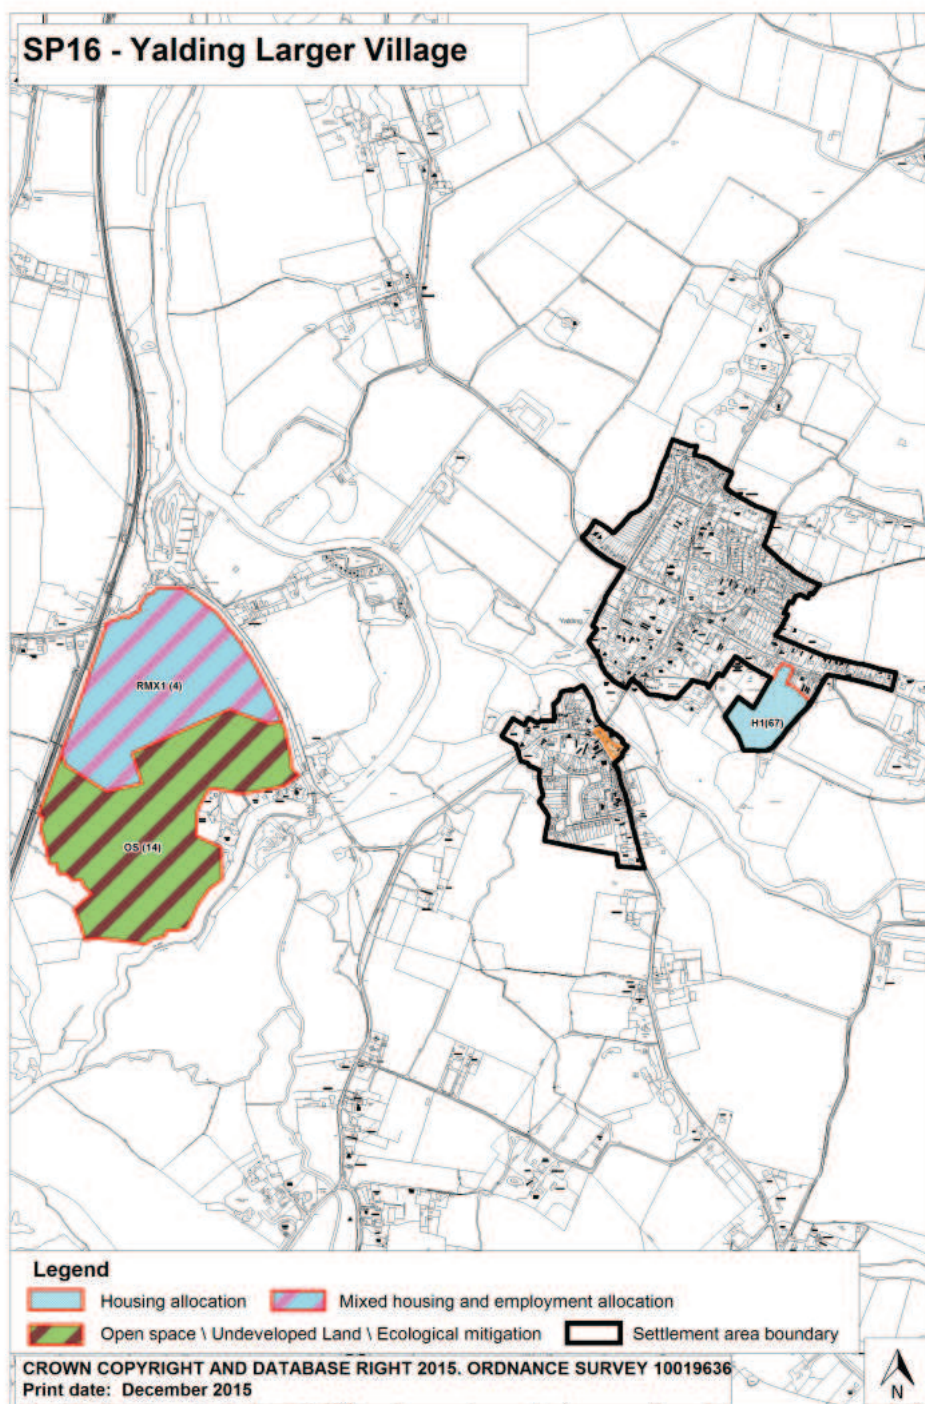 SP16 - Yalding Larger Village
Yalding
RMX1 (4)
H1(67)
OS (14)
Legend
Housing allocation
Mixed housing and employment allocation
Open space \ Undeveloped Land \ Ecological mitigation
Settlement area boundary
CROWN COPYRIGHT AND DATABASE RIGHT 2015. ORDNANCE SURVEY 10019636
Print date: December 2015
N